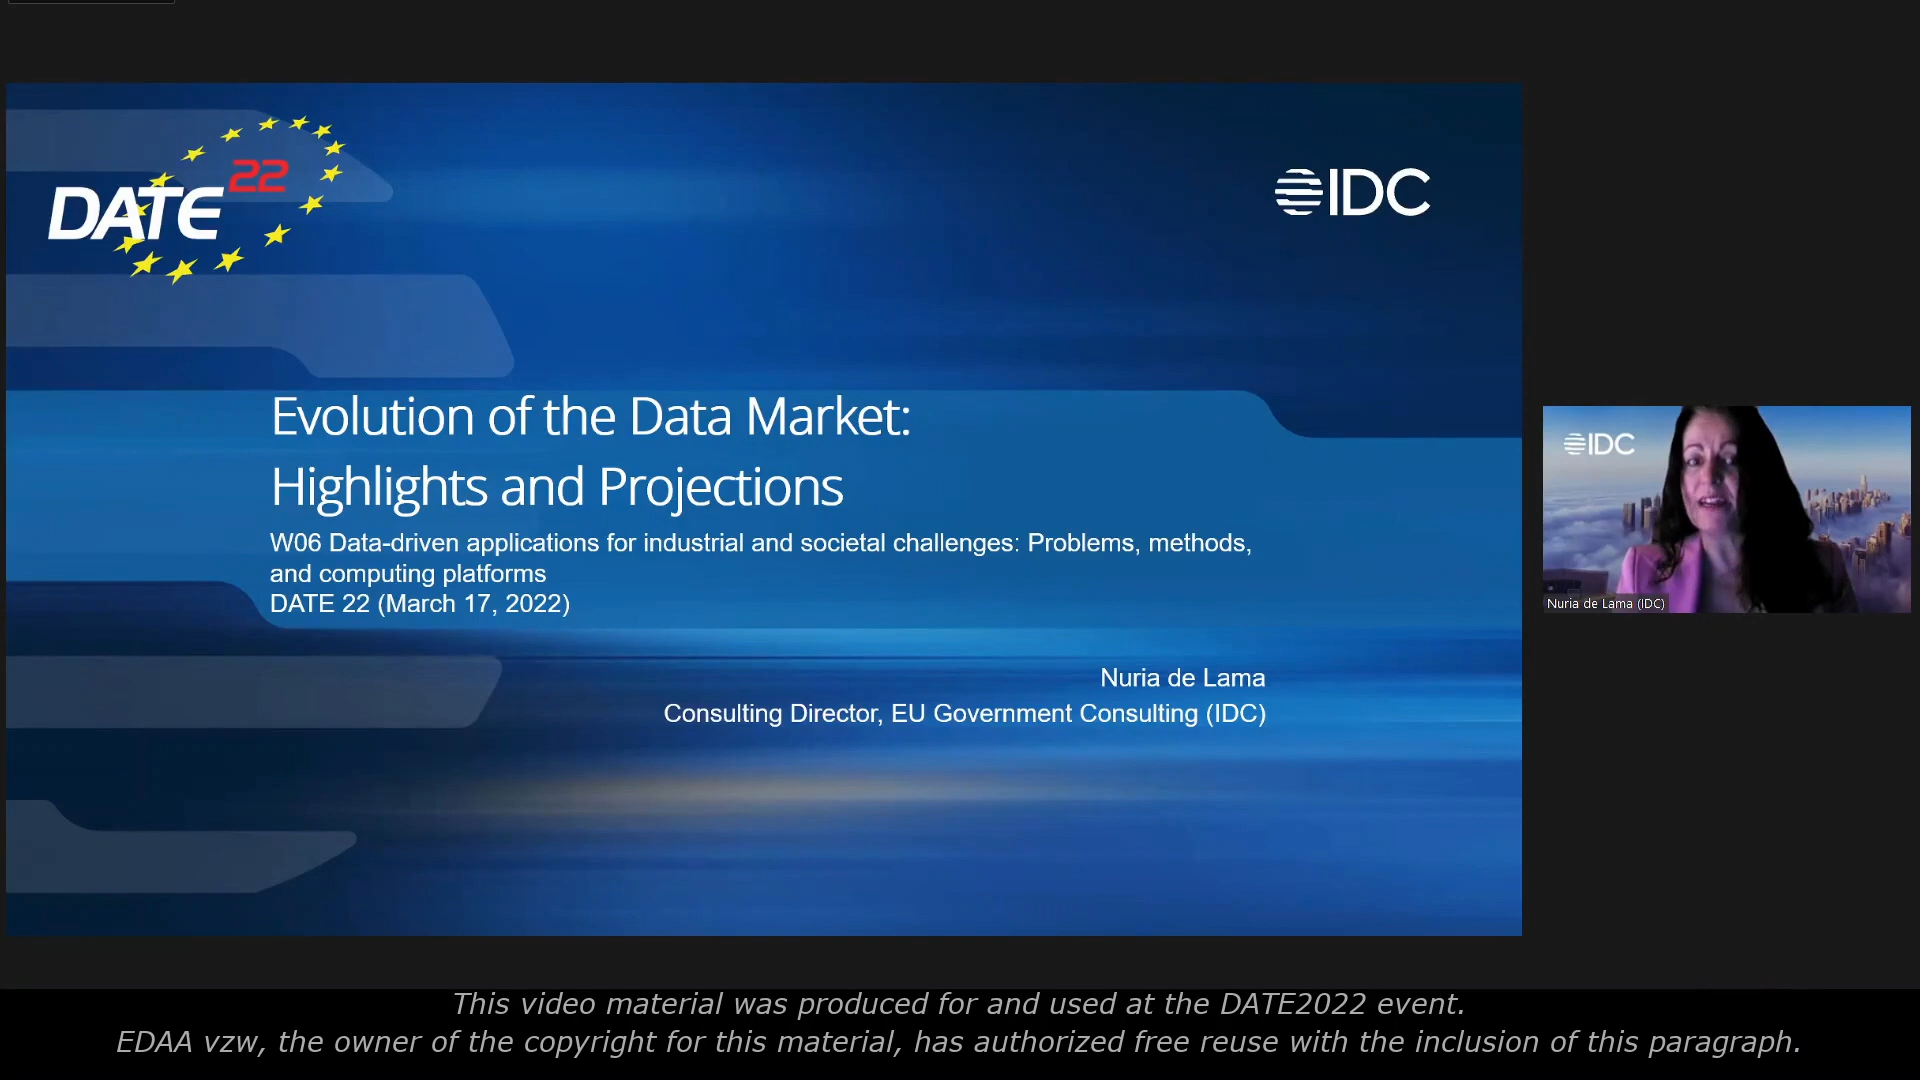 DATE 22
IDC
Evolution of the Data Market:
Highlights and Projections
W06 Data-driven applications for industrial and societal challenges: Problems, methods,
and computing platforms
DATE 22 (March 17, 2022)
Nuria de Lama
Consulting Director, EU Government Consulting (IDC)
IDC
Nuria de Lama (IDC)
This video material was produced for and used at the DATE2022 event.
EDAA vzw, the owner of the copyright for this material, has authorized free reuse with the inclusion of this paragraph.